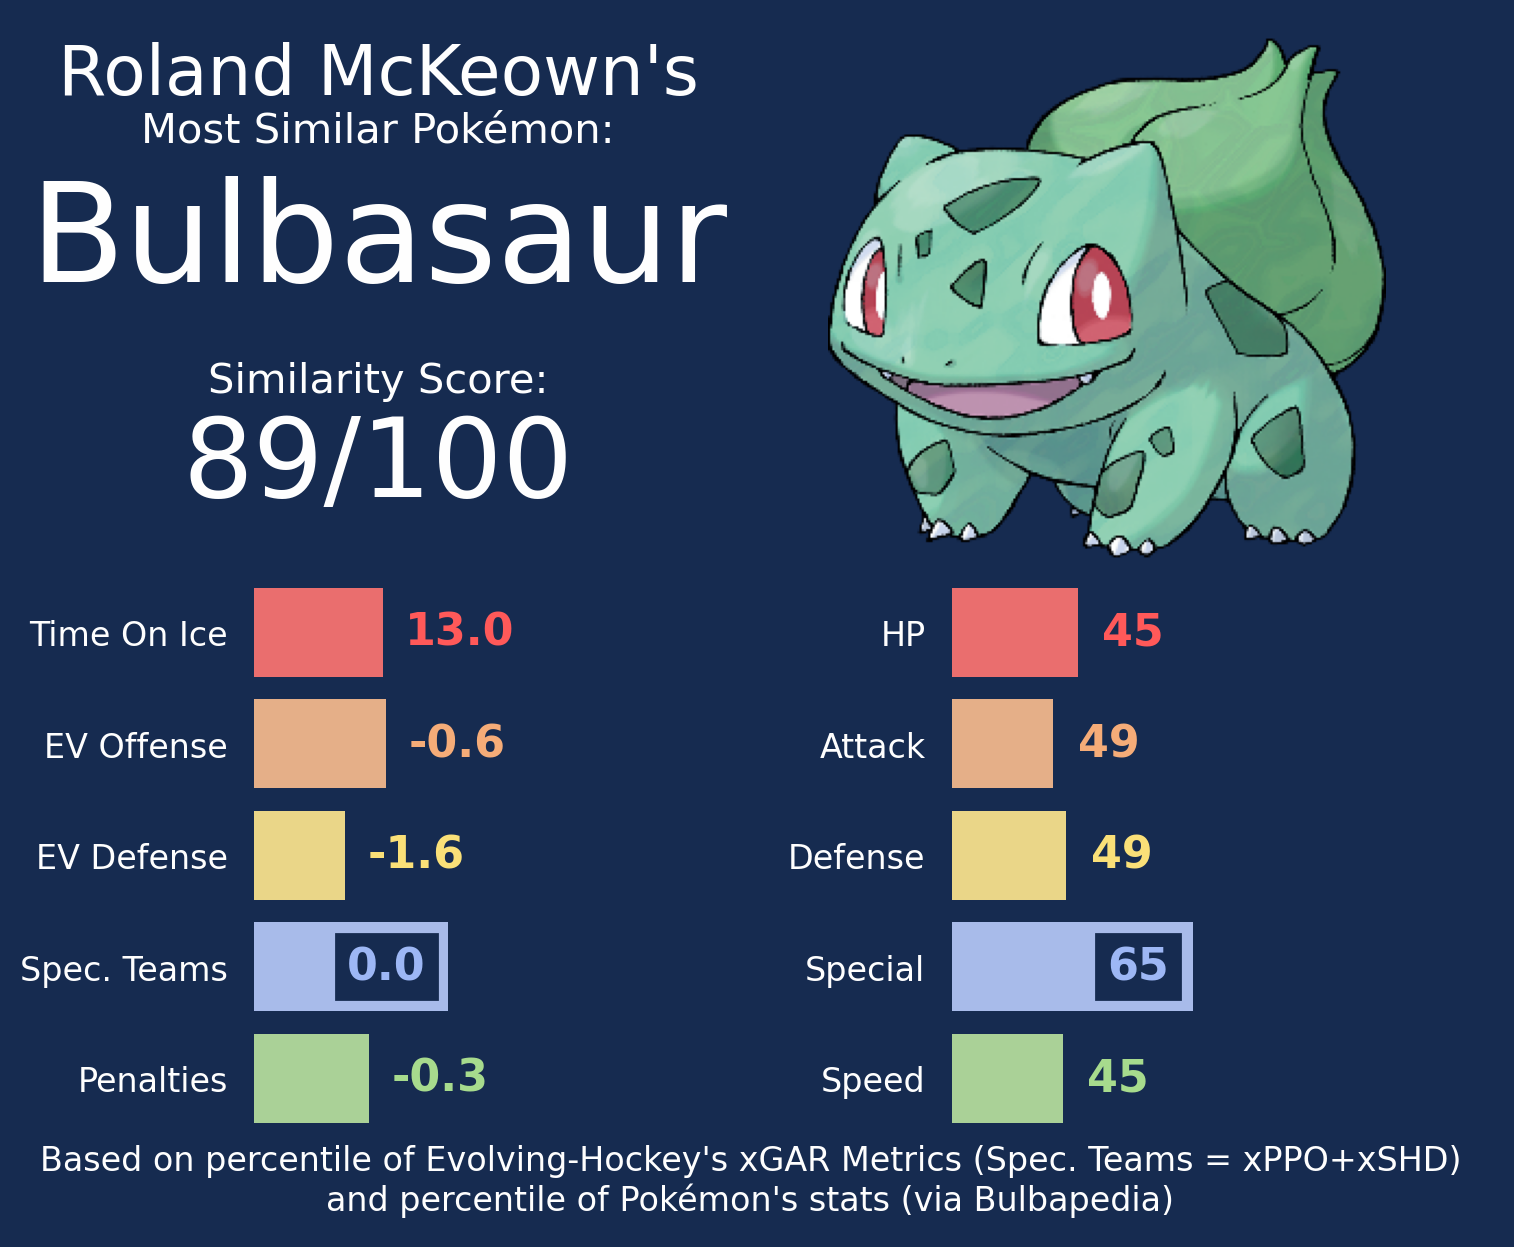 Roland McKeown's
Most Similar Pokémon:
Bulbasaur
Similarity Score:
89/100
Time On Ice 13.0
EV Offense -0.6
EV Defense -1.6
Spec. Teams 0.0
Penalties -0.3
HP 45
Attack 49
Defense 49
Special 65
Speed 45
Based on percentile of Evolving-Hockey's xGAR Metrics (Spec. Teams = xPPO+xSHD)
and percentile of Pokémon's stats (via Bulbapedia)